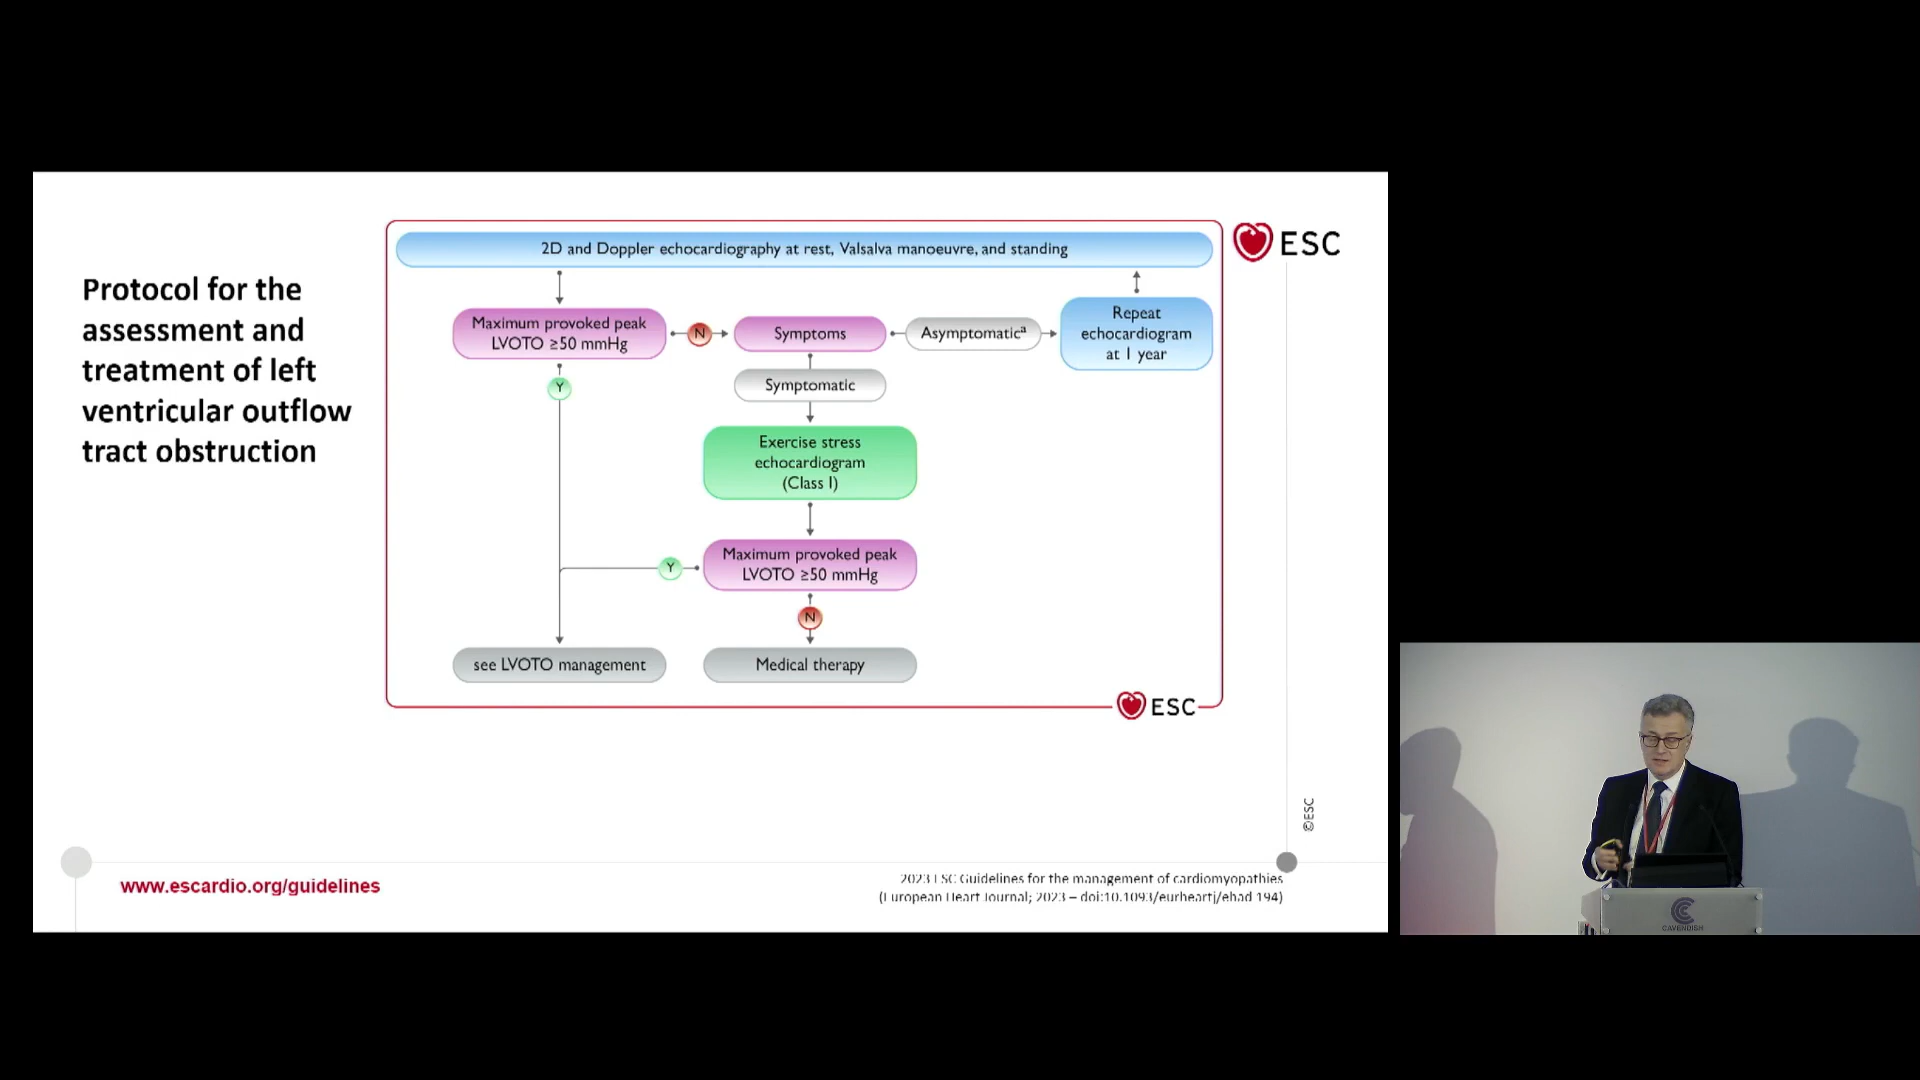 Protocol for the
assessment and
treatment of left
ventricular outflow
tract obstruction
2D and Doppler echocardiography at rest, Valsalva manoeuvre, and standing
Maximum provoked peak
LVOTO ≥50 mmHg
N
Symptoms
Asymptomaticª
Repeat
echocardiogram
at 1 year
Y
Symptomatic
Exercise stress
echocardiogram
(Class I)
Maximum provoked peak
LVOTO ≥50 mmHg
Y
N
see LVOTO management
Medical therapy
ESC
ESC
©ESC
www.escardio.org/guidelines
2023 ESC Guidelines for the management of cardiomyopathies
(European Heart Journal; 2023 – doi:10.1093/eurheartj/ehad 194)
CAVENDISH